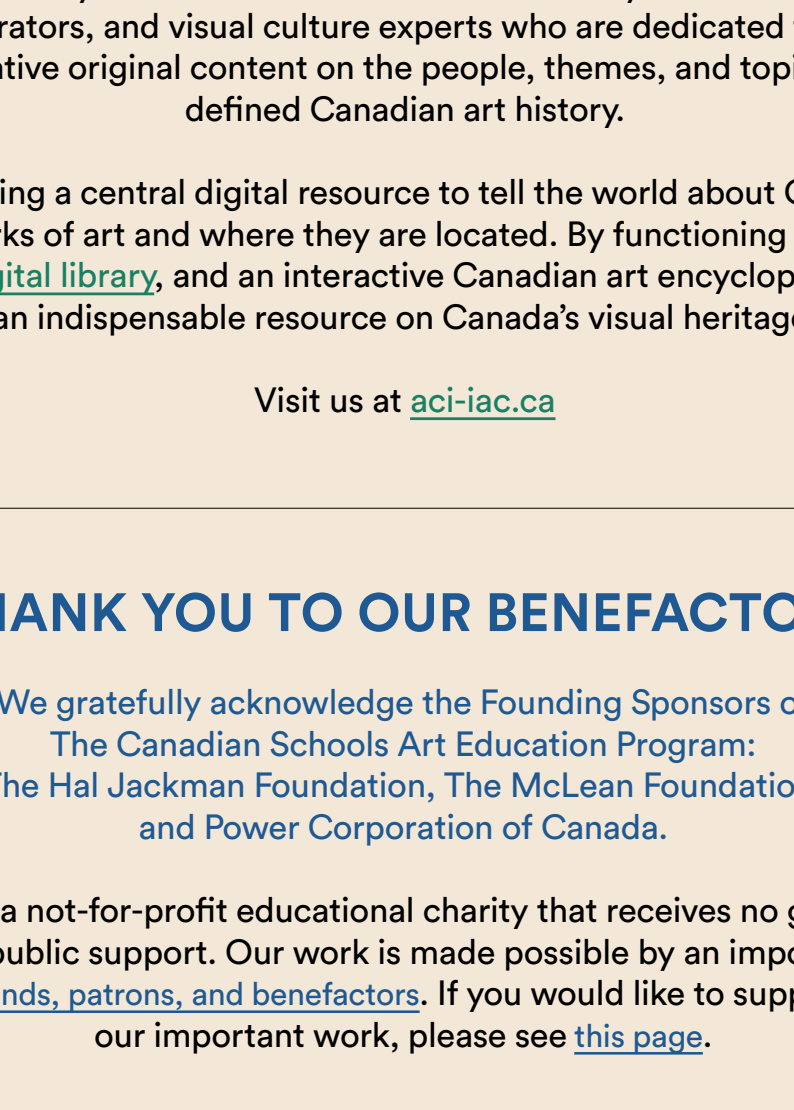 rators, and visual culture experts who are dedicated
ative original content on the people, themes, and topi
defined Canadian art history.
ing a central digital resource to tell the world about
rks of art and where they are located. By functioning
gital library, and an interactive Canadian art encyclop
an indispensable resource on Canada’s visual heritage
Visit us at aci-iac.ca
HANK YOU TO OUR BENEFACTO
We gratefully acknowledge the Founding Sponsors o
The Canadian Schools Art Education Program:
The Hal Jackman Foundation, The McLean Foundatio
and Power Corporation of Canada.
a not-for-profit educational charity that receives no g
public support. Our work is made possible by an impo
nds, patrons, and benefactors. If you would like to supp
our important work, please see this page.